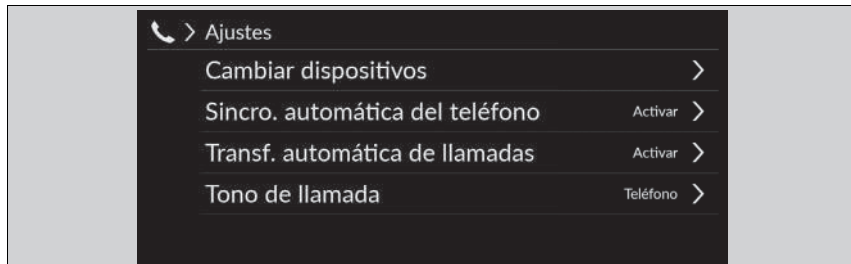 Ajustes
Cambiar dispositivos
Sincro. automática del teléfono Activar
Transf. automática de llamadas Activar
Tono de llamada Teléfono